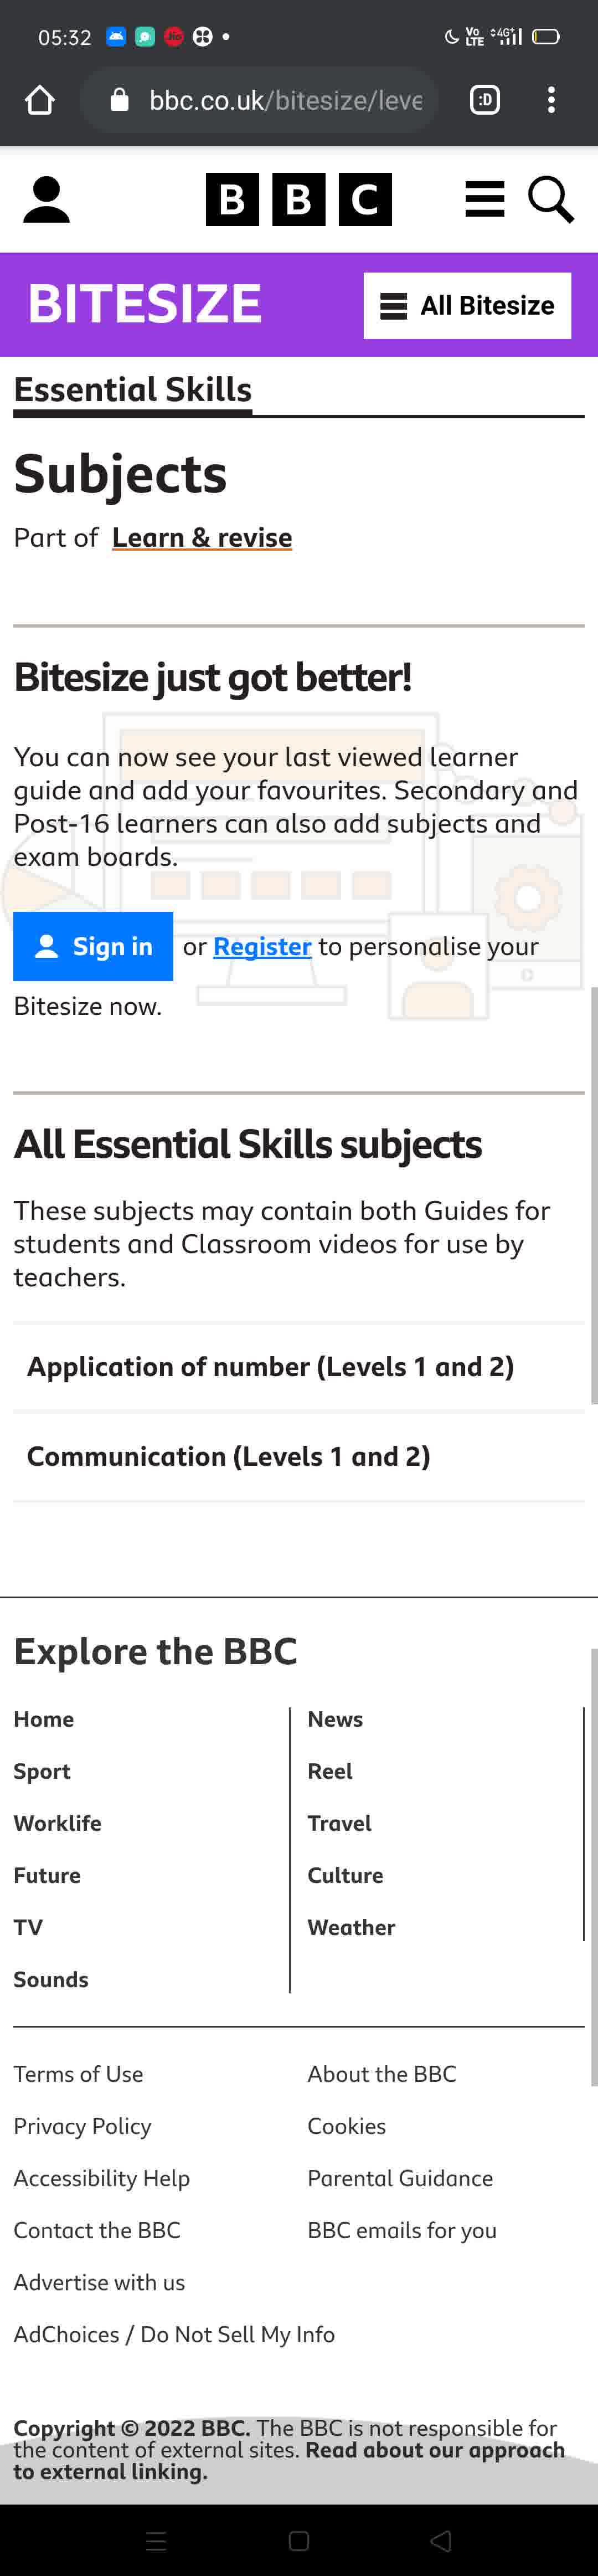 05:32 Jio Vo LTE 4G+
bbc.co.uk/bitesize/leve :D
BBC
BITESIZE All Bitesize
Essential Skills
Subjects
Part of Learn & revise
Bitesize just got better!
You can now see your last viewed learner
guide and add your favourites. Secondary and
Post-16 learners can also add subjects and
exam boards.
Sign in or Register to personalise your
Bitesize now.
All Essential Skills subjects
These subjects may contain both Guides for
students and Classroom videos for use by
teachers.
Application of number (Levels 1 and 2)
Communication (Levels 1 and 2)
Explore the BBC
Home News
Sport Reel
Worklife Travel
Future Culture
TV Weather
Sounds
Terms of Use About the BBC
Privacy Policy Cookies
Accessibility Help Parental Guidance
Contact the BBC BBC emails for you
Advertise with us
AdChoices / Do Not Sell My Info
Copyright © 2022 BBC. The BBC is not responsible for
the content of external sites. Read about our approach
to external linking.